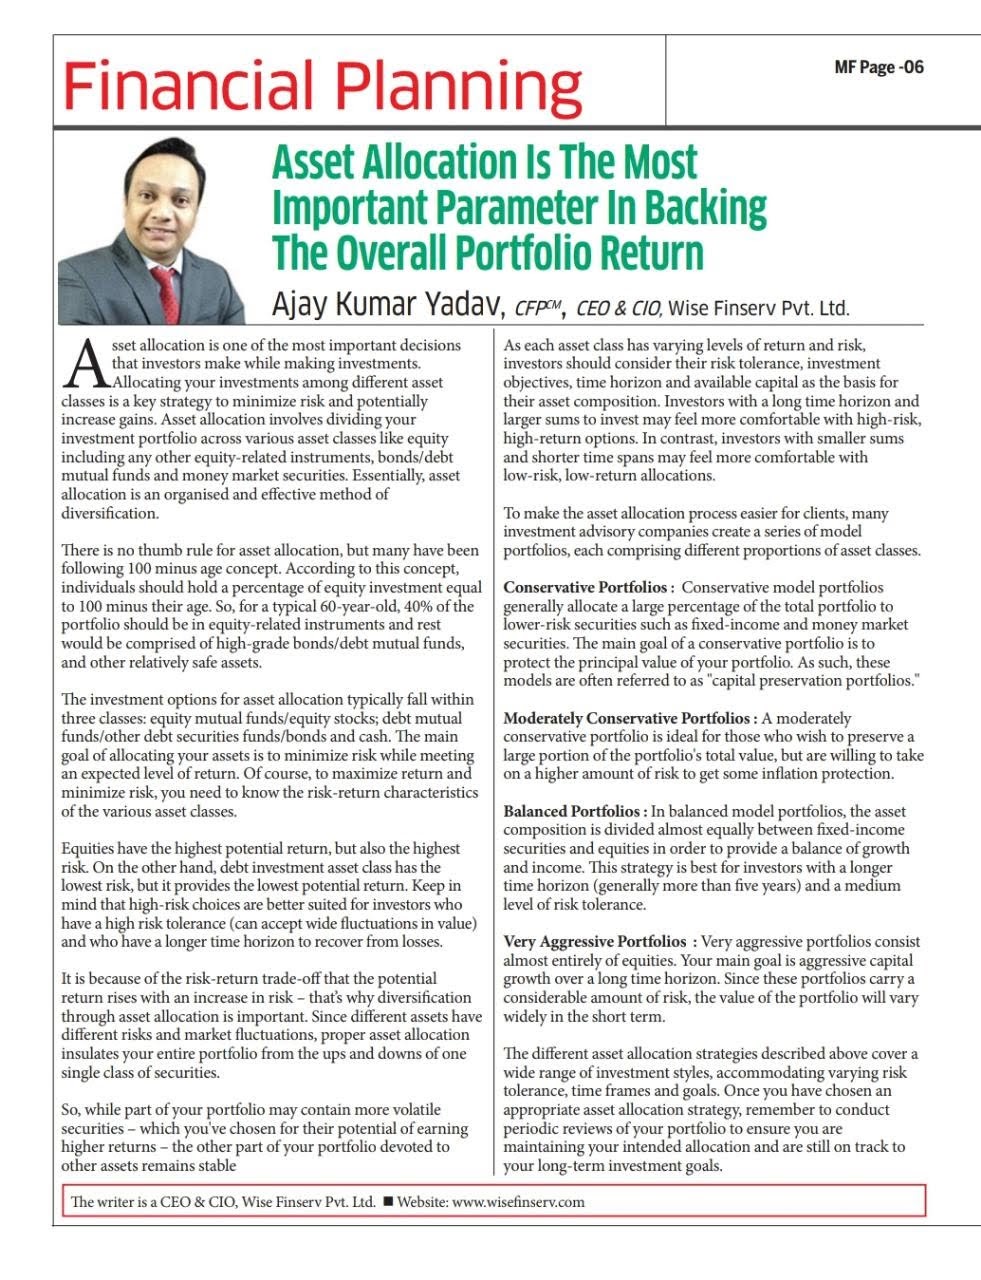 Financial Planning
MF Page -06
Asset Allocation Is The Most
Important Parameter In Backing
The Overall Portfolio Return
Ajay Kumar Yadav, CFPCM, CEO & CIO, Wise Finserv Pvt. Ltd.
Asset allocation is one of the most important decisions
that investors make while making investments.
Allocating your investments among different asset
classes is a key strategy to minimize risk and potentially
increase gains. Asset allocation involves dividing your
investment portfolio across various asset classes like equity
including any other equity-related instruments, bonds/debt
mutual funds and money market securities. Essentially, asset
allocation is an organised and effective method of
diversification.
There is no thumb rule for asset allocation, but many have been
following 100 minus age concept. According to this concept,
individuals should hold a percentage of equity investment equal
to 100 minus their age. So, for a typical 60-year-old, 40% of the
portfolio should be in equity-related instruments and rest
would be comprised of high-grade bonds/debt mutual funds,
and other relatively safe assets.
The investment options for asset allocation typically fall within
three classes: equity mutual funds/equity stocks; debt mutual
funds/other debt securities funds/bonds and cash. The main
goal of allocating your assets is to minimize risk while meeting
an expected level of return. Of course, to maximize return and
minimize risk, you need to know the risk-return characteristics
of the various asset classes.
Equities have the highest potential return, but also the highest
risk. On the other hand, debt investment asset class has the
lowest risk, but it provides the lowest potential return. Keep in
mind that high-risk choices are better suited for investors who
have a high risk tolerance (can accept wide fluctuations in value)
and who have a longer time horizon to recover from losses.
It is because of the risk-return trade-off that the potential
return rises with an increase in risk – that's why diversification
through asset allocation is important. Since different assets have
different risks and market fluctuations, proper asset allocation
insulates your entire portfolio from the ups and downs of one
single class of securities.
So, while part of your portfolio may contain more volatile
securities – which you've chosen for their potential of earning
higher returns – the other part of your portfolio devoted to
other assets remains stable
As each asset class has varying levels of return and risk,
investors should consider their risk tolerance, investment
objectives, time horizon and available capital as the basis for
their asset composition. Investors with a long time horizon and
larger sums to invest may feel more comfortable with high-risk,
high-return options. In contrast, investors with smaller sums
and shorter time spans may feel more comfortable with
low-risk, low-return allocations.
To make the asset allocation process easier for clients, many
investment advisory companies create a series of model
portfolios, each comprising different proportions of asset classes.
Conservative Portfolios : Conservative model portfolios
generally allocate a large percentage of the total portfolio to
lower-risk securities such as fixed-income and money market
securities. The main goal of a conservative portfolio is to
protect the principal value of your portfolio. As such, these
models are often referred to as "capital preservation portfolios."
Moderately Conservative Portfolios : A moderately
conservative portfolio is ideal for those who wish to preserve a
large portion of the portfolio's total value, but are willing to take
on a higher amount of risk to get some inflation protection.
Balanced Portfolios : In balanced model portfolios, the asset
composition is divided almost equally between fixed-income
securities and equities in order to provide a balance of growth
and income. This strategy is best for investors with a longer
time horizon (generally more than five years) and a medium
level of risk tolerance.
Very Aggressive Portfolios : Very aggressive portfolios consist
almost entirely of equities. Your main goal is aggressive capital
growth over a long time horizon. Since these portfolios carry a
considerable amount of risk, the value of the portfolio will vary
widely in the short term.
The different asset allocation strategies described above cover a
wide range of investment styles, accommodating varying risk
tolerance, time frames and goals. Once you have chosen an
appropriate asset allocation strategy, remember to conduct
periodic reviews of your portfolio to ensure you are
maintaining your intended allocation and are still on track to
your long-term investment goals.
The writer is a CEO & CIO, Wise Finserv Pvt. Ltd. ■ Website: www.wisefinserv.com